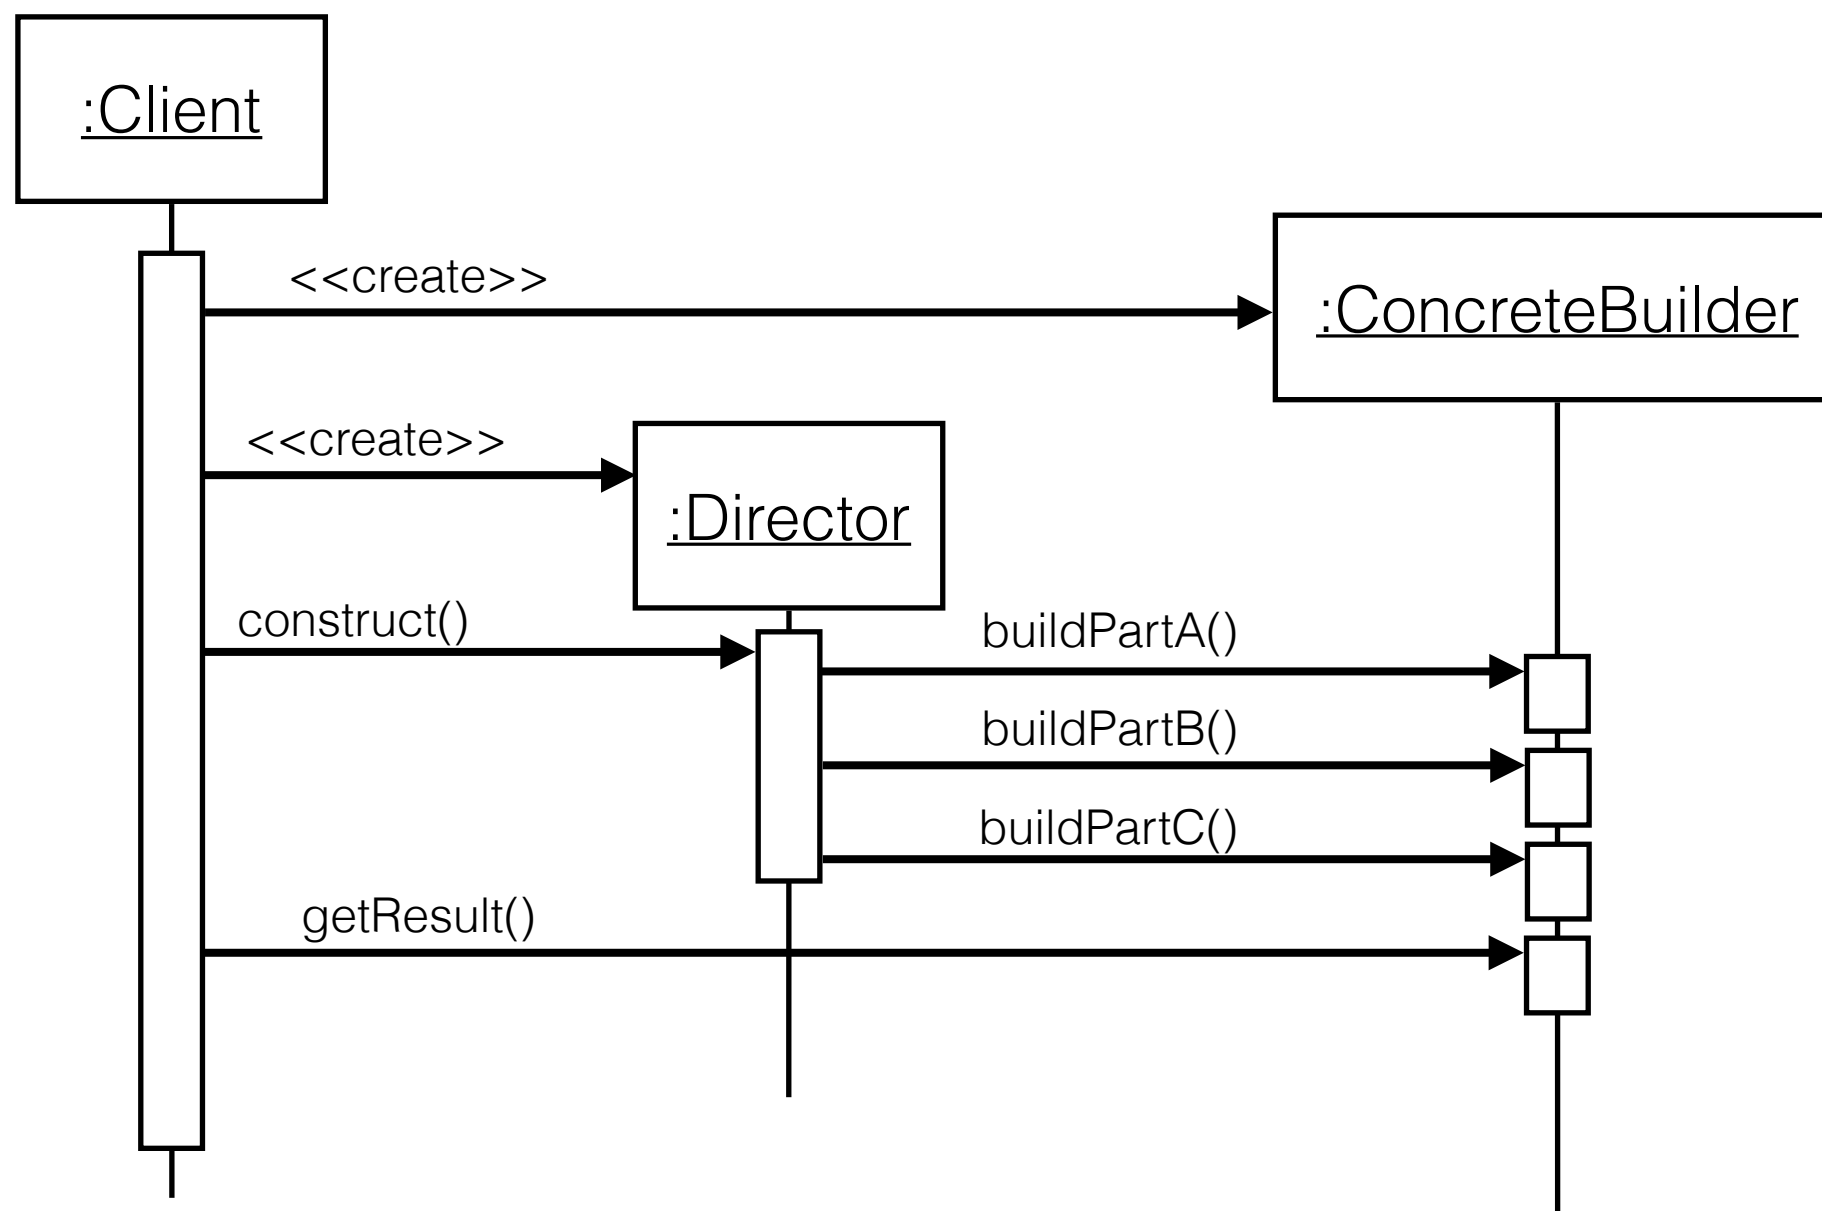 :Client
<<create>>
:ConcreteBuilder
<<create>>
:Director
construct()
buildPartA()
buildPartB()
buildPartC()
getResult()